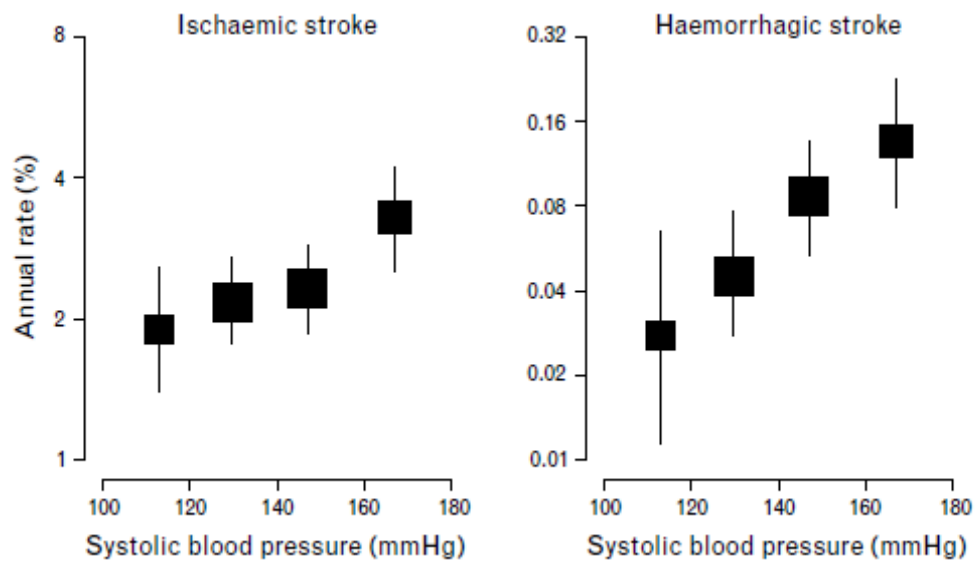 Ischaemic stroke
8
4
2
1
Annual rate (%)
100 120 140 160 180
Systolic blood pressure (mmHg)
Haemorrhagic stroke
0.32
0.16
0.08
0.04
0.02
0.01
100 120 140 160 180
Systolic blood pressure (mmHg)